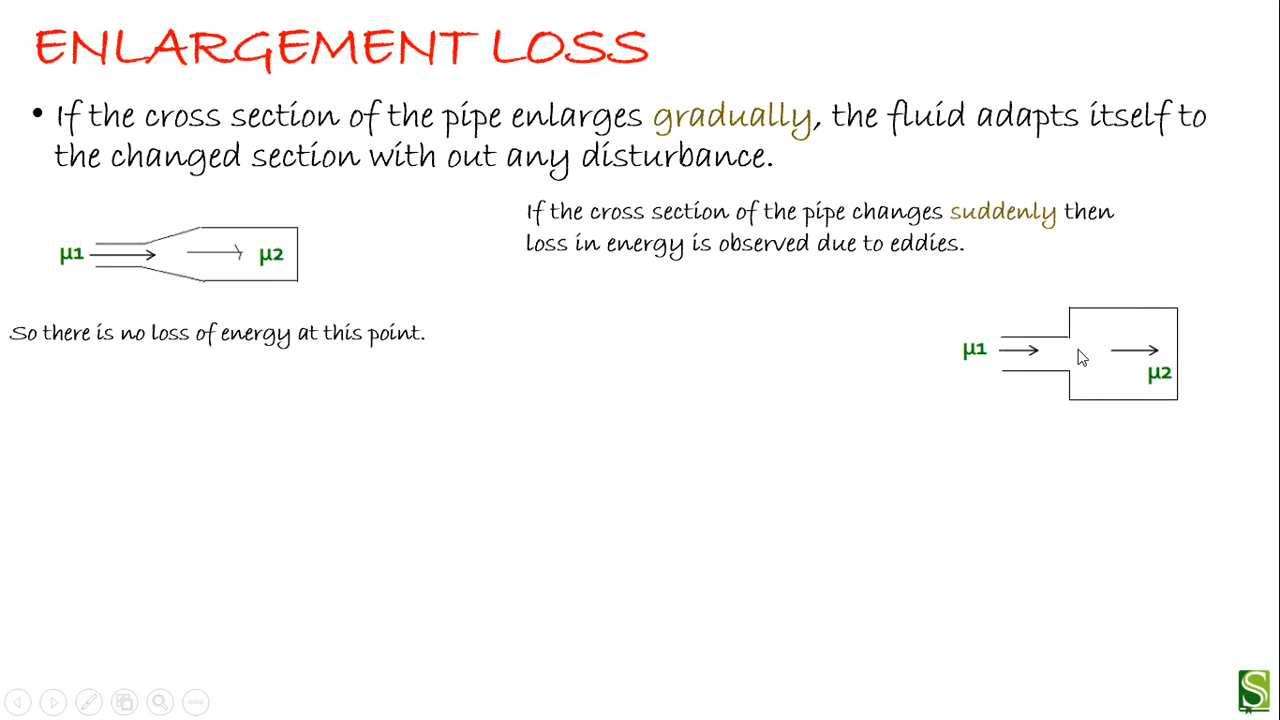 ENLARGEMENT LOSS
• If the cross section of the pipe enlarges gradually, the fluid adapts itself to
the changed section with out any disturbance.
If the cross section of the pipe changes suddenly then
loss in energy is observed due to eddies.
µ1
µ2
So there is no loss of energy at this point.
µ1
µ2
S